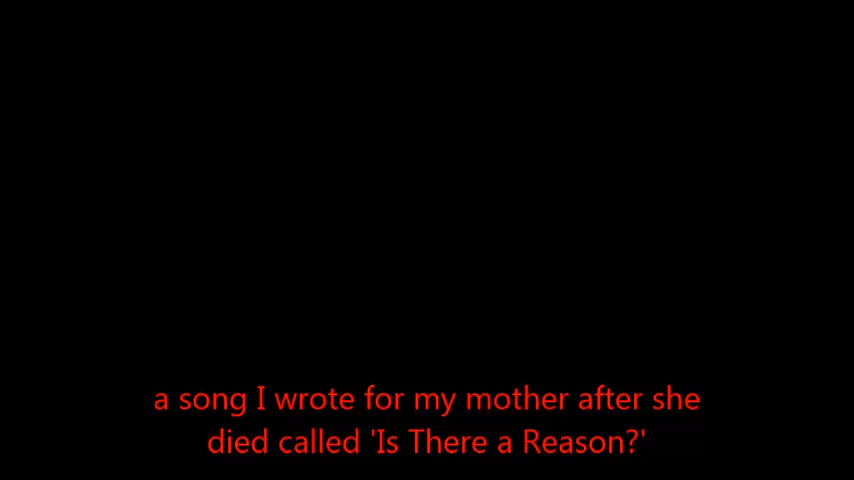 a song I wrote for my mother after she
died called 'Is There a Reason?'